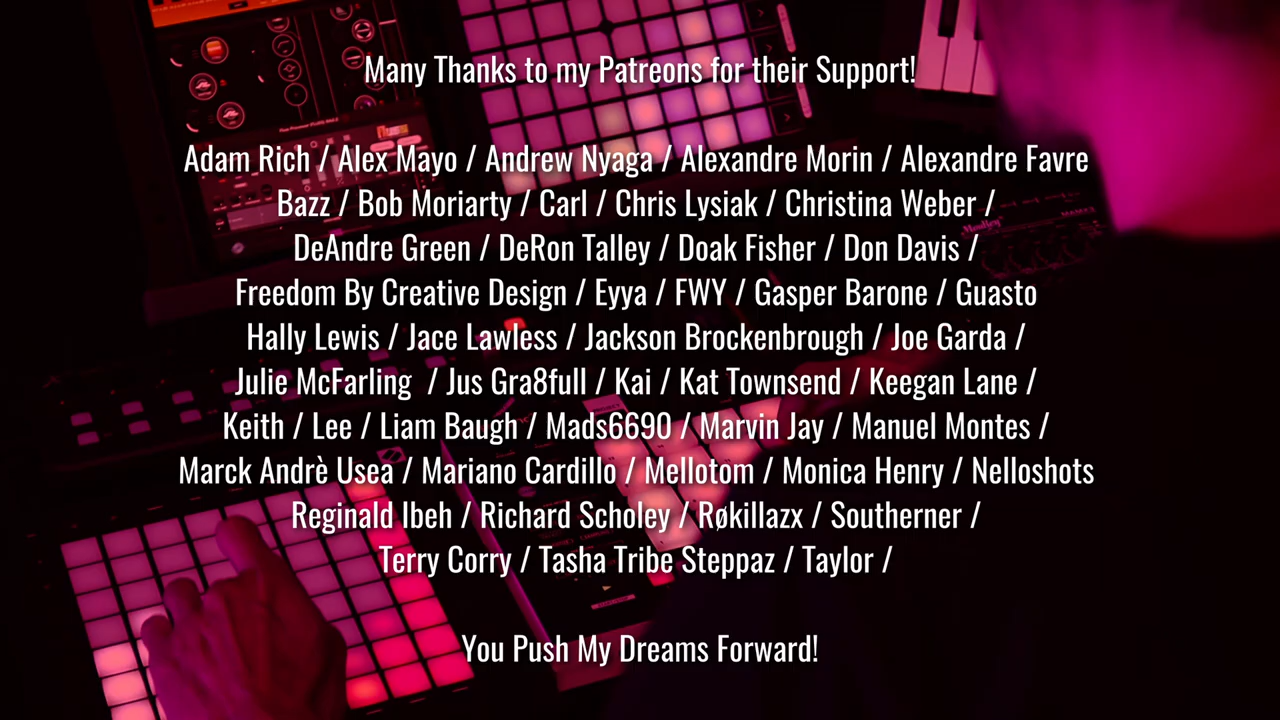 Many Thanks to my Patreons for their Support!
Adam Rich / Alex Mayo / Andrew Nyaga / Alexandre Morin / Alexandre Favre
Bazz / Bob Moriarty / Carl / Chris Lysiak / Christina Weber /
DeAndre Green / DeRon Talley / Doak Fisher / Don Davis /
Freedom By Creative Design / Eyya / FWY / Gasper Barone / Guasto
Hally Lewis / Jace Lawless / Jackson Brockenbrough / Joe Garda /
Julie McFarling  / Jus Gra8full / Kai / Kat Townsend / Keegan Lane /
Keith / Lee / Liam Baugh / Mads6690 / Marvin Jay / Manuel Montes /
Marck Andrè Usea / Mariano Cardillo / Mellotom / Monica Henry / Nelloshots
Reginald Ibeh / Richard Scholey / Røkillazx / Southerner /
Terry Corry / Tasha Tribe Steppaz / Taylor /
You Push My Dreams Forward!